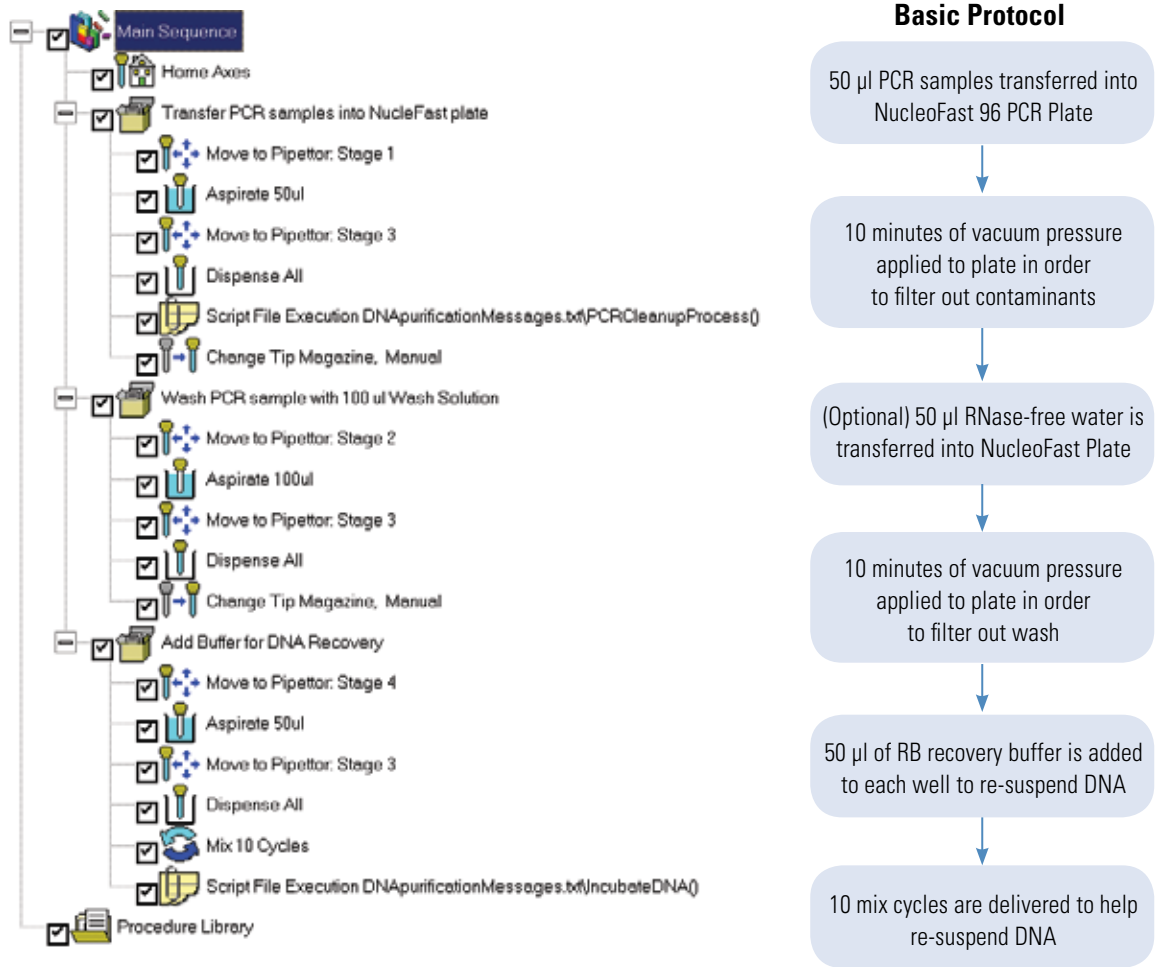 Main Sequence
Home Axes
Transfer PCR samples into NucleFast plate
Move to Pipettor: Stage 1
Aspirate 50ul
Move to Pipettor: Stage 3
Dispense All
Script File Execution DNApurificationMessages.txt\PCRCleanupProcess()
Change Tip Magazine, Manual
Wash PCR sample with 100 ul Wash Solution
Move to Pipettor: Stage 2
Aspirate 100ul
Move to Pipettor: Stage 3
Dispense All
Change Tip Magazine, Manual
Add Buffer for DNA Recovery
Move to Pipettor: Stage 4
Aspirate 50ul
Move to Pipettor: Stage 3
Dispense All
Mix 10 Cycles
Script File Execution DNApurificationMessages.txt\IncubateDNA()
Procedure Library
Basic Protocol
50 µl PCR samples transferred into
NucleoFast 96 PCR Plate
10 minutes of vacuum pressure
applied to plate in order
to filter out contaminants
(Optional) 50 µl RNase-free water is
transferred into NucleoFast Plate
10 minutes of vacuum pressure
applied to plate in order
to filter out wash
50 µl of RB recovery buffer is added
to each well to re-suspend DNA
10 mix cycles are delivered to help
re-suspend DNA